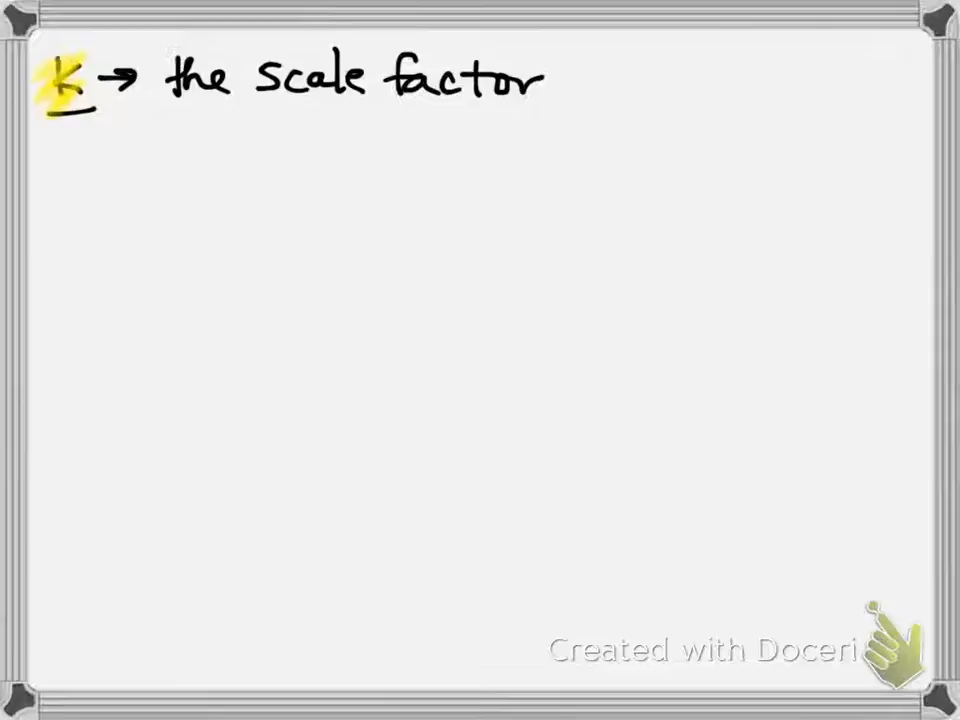 K → the scale factor
Created with Doceri